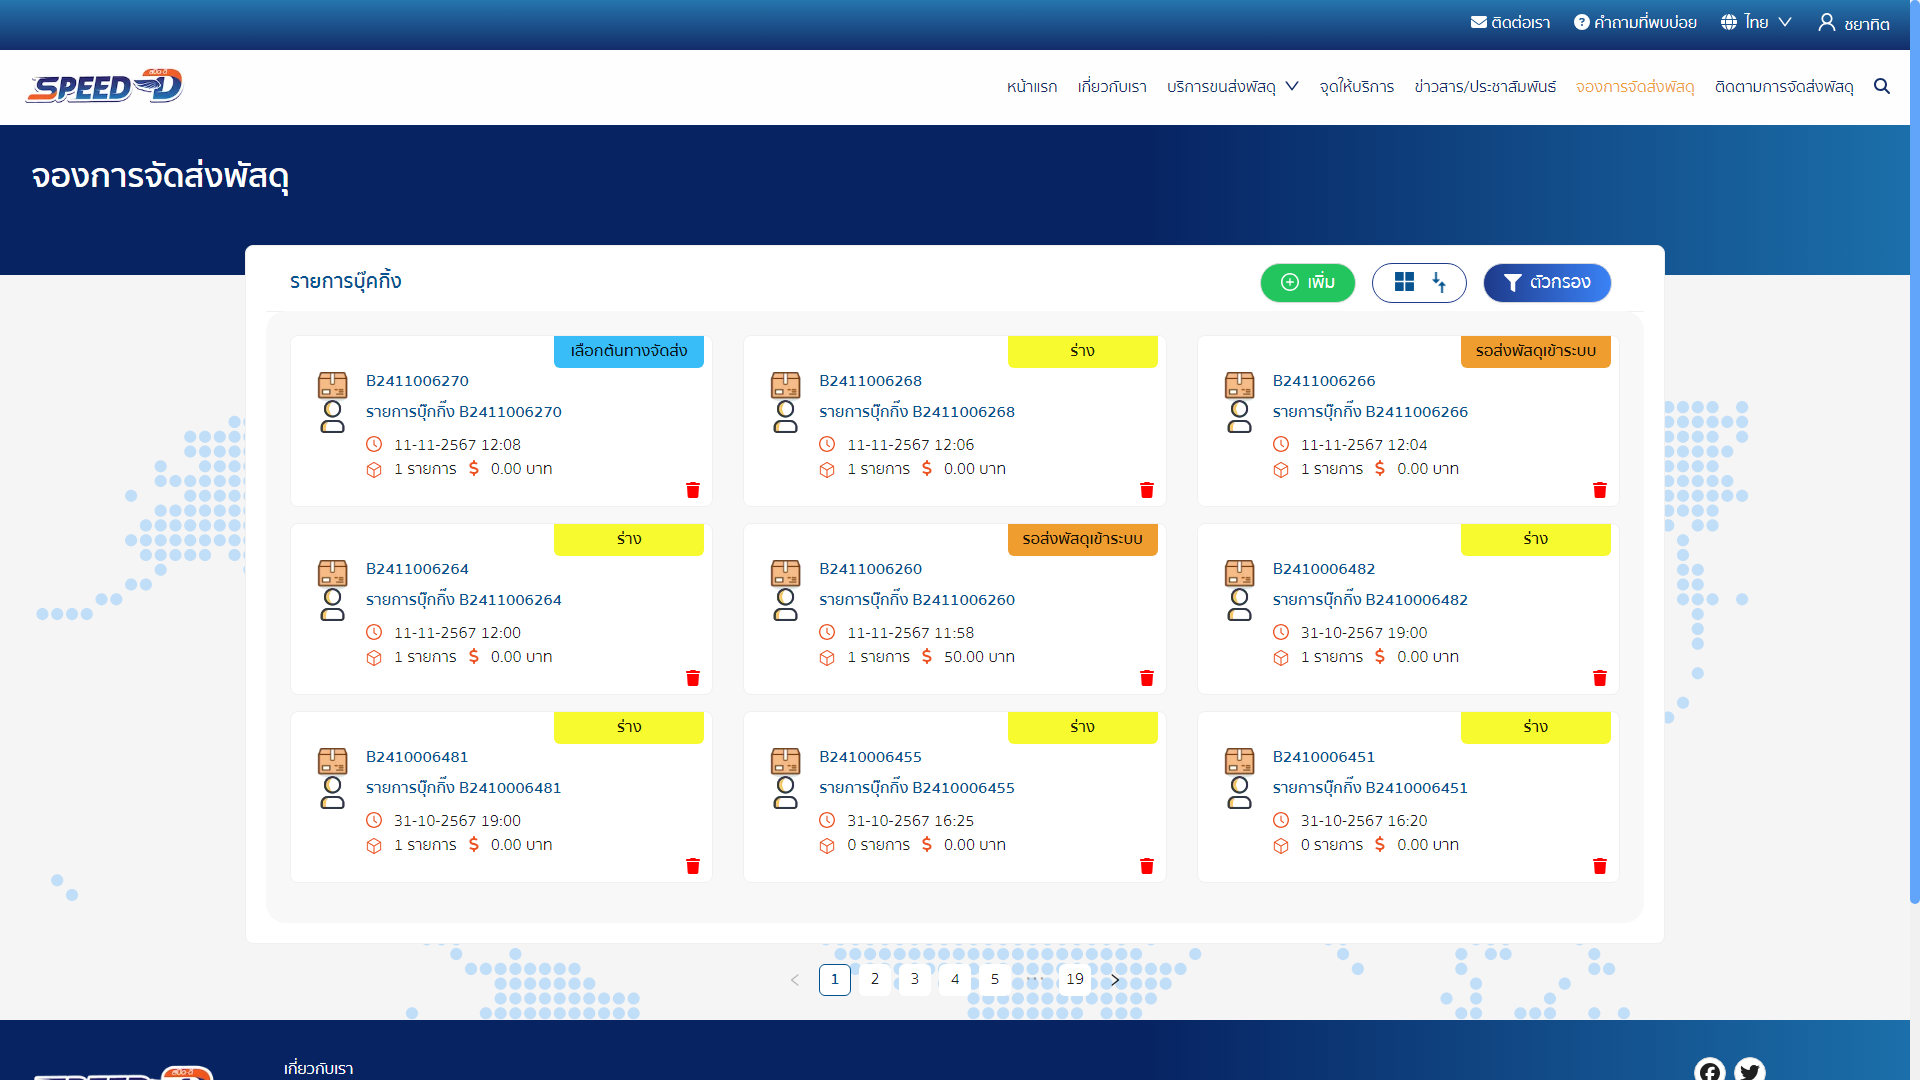 ติดต่อเรา คำถามที่พบบ่อย ไทย ชยาทิต
SPEED-D สปีด-ดี
หน้าแรก เกี่ยวกับเรา บริการขนส่งพัสดุ จุดให้บริการ ข่าวสาร/ประชาสัมพันธ์ จองการจัดส่งพัสดุ ติดตามการจัดส่งพัสดุ
จองการจัดส่งพัสดุ
รายการบุ๊คกิ้ง เพิ่ม ตัวกรอง
เลือกต้นทางจัดส่ง
B2411006270
รายการบุ๊กกิ๊ง B2411006270
11-11-2567 12:08
1 รายการ $ 0.00 บาท
ร่าง
B2411006268
รายการบุ๊กกิ๊ง B2411006268
11-11-2567 12:06
1 รายการ $ 0.00 บาท
รอส่งพัสดุเข้าระบบ
B2411006266
รายการบุ๊กกิ๊ง B2411006266
11-11-2567 12:04
1 รายการ $ 0.00 บาท
ร่าง
B2411006264
รายการบุ๊กกิ๊ง B2411006264
11-11-2567 12:00
1 รายการ $ 0.00 บาท
รอส่งพัสดุเข้าระบบ
B2411006260
รายการบุ๊กกิ๊ง B2411006260
11-11-2567 11:58
1 รายการ $ 50.00 บาท
ร่าง
B2410006482
รายการบุ๊กกิ๊ง B2410006482
31-10-2567 19:00
1 รายการ $ 0.00 บาท
ร่าง
B2410006481
รายการบุ๊กกิ๊ง B2410006481
31-10-2567 19:00
1 รายการ $ 0.00 บาท
ร่าง
B2410006455
รายการบุ๊กกิ๊ง B2410006455
31-10-2567 16:25
0 รายการ $ 0.00 บาท
ร่าง
B2410006451
รายการบุ๊กกิ๊ง B2410006451
31-10-2567 16:20
0 รายการ $ 0.00 บาท
< 1 2 3 4 5 ••• 19 >
เกี่ยวกับเรา